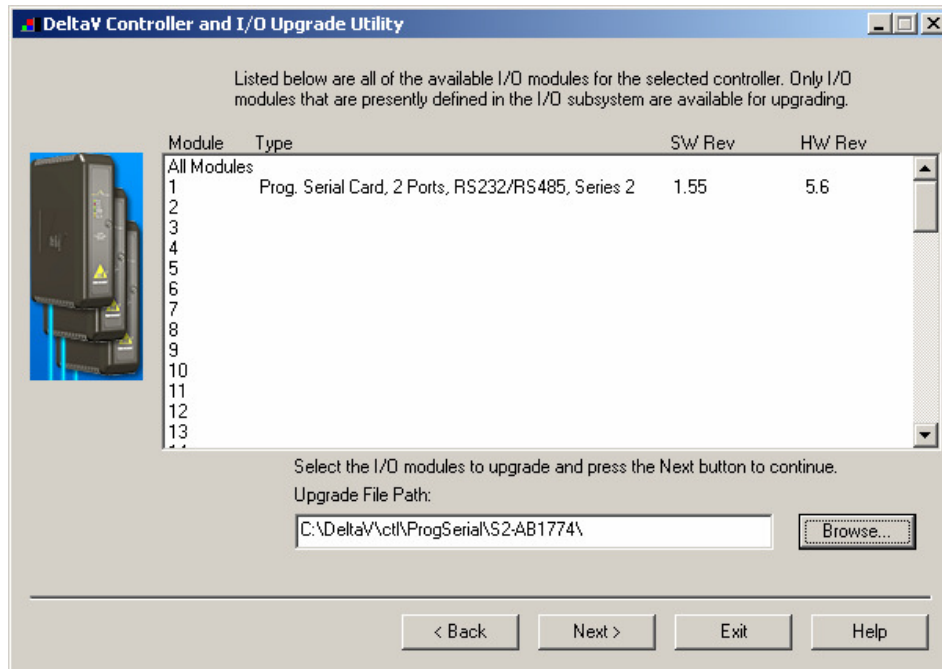 DeltaV Controller and I/O Upgrade Utility
Listed below are all of the available I/O modules for the selected controller. Only I/O
modules that are presently defined in the I/O subsystem are available for upgrading.
Module Type SW Rev HW Rev
All Modules
1 Prog. Serial Card, 2 Ports, RS232/RS485, Series 2 1.55 5.6
2
3
4
5
6
7
8
9
10
11
12
13
Select the I/O modules to upgrade and press the Next button to continue.
Upgrade File Path:
C:\DeltaV\ctl\ProgSerial\S2-AB1774\
Browse...
< Back Next > Exit Help